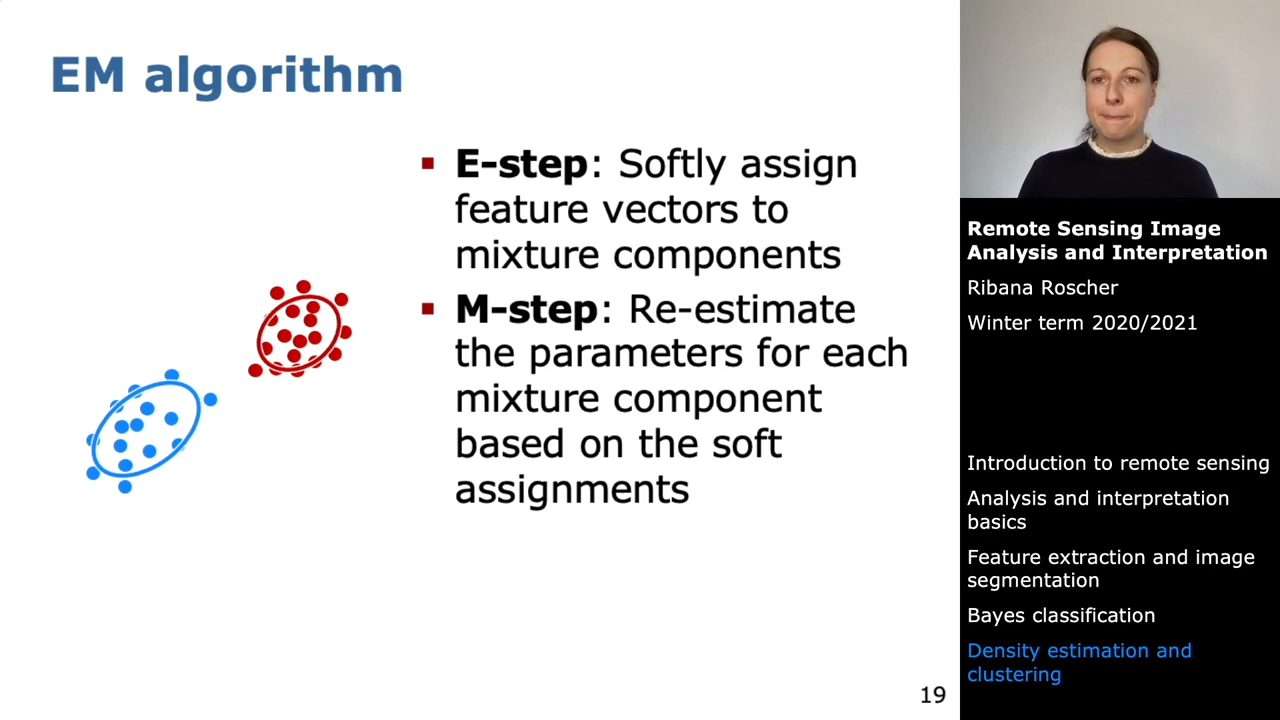 EM algorithm
E-step: Softly assign
feature vectors to
mixture components
M-step: Re-estimate
the parameters for each
mixture component
based on the soft
assignments
19
Remote Sensing Image
Analysis and Interpretation
Ribana Roscher
Winter term 2020/2021
Introduction to remote sensing
Analysis and interpretation
basics
Feature extraction and image
segmentation
Bayes classification
Density estimation and
clustering